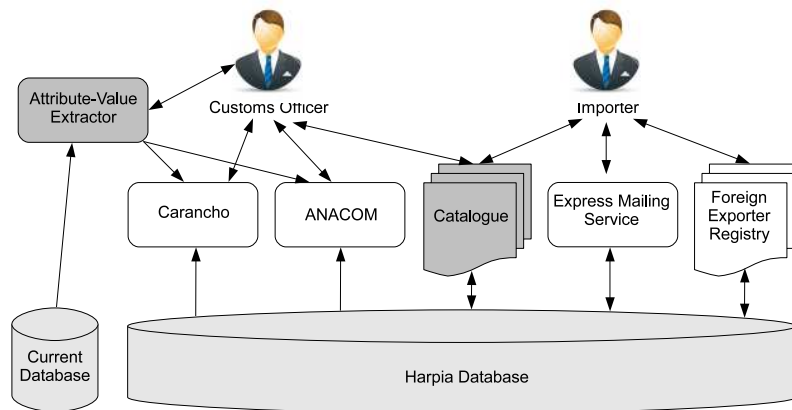 Customs Officer
Importer
Attribute-Value
Extractor
Carancho
ANACOM
Catalogue
Express Mailing
Service
Foreign
Exporter
Registry
Current
Database
Harpia Database